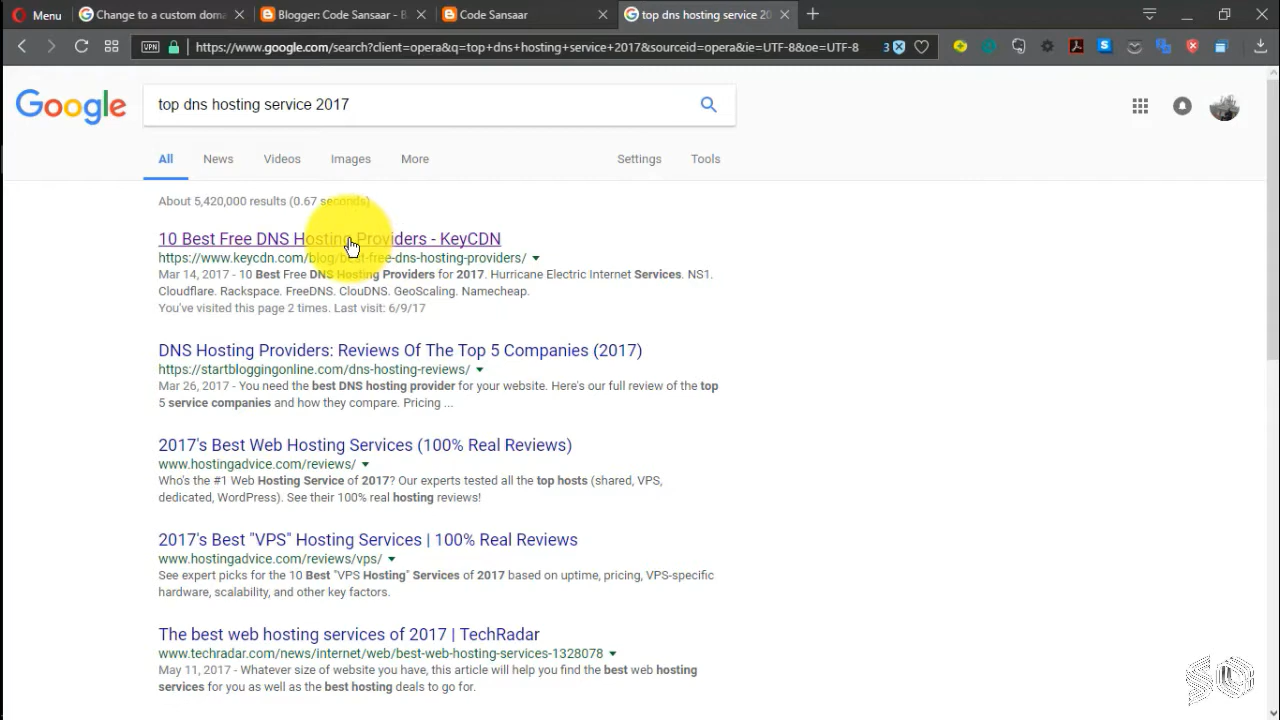 Menu
Change to a custom doma
Blogger: Code Sansaar - B
Code Sansaar
top dns hosting service 20
VPN
https://www.google.com/search?client=opera&q=top+dns+hosting+service+2017&sourceid=opera&ie=UTF-8&oe=UTF-8
3
Google
top dns hosting service 2017
All
News
Videos
Images
More
Settings
Tools
About 5,420,000 results (0.67 seconds)
10 Best Free DNS Hosting Providers - KeyCDN
https://www.keycdn.com/blog/best-free-dns-hosting-providers/
Mar 14, 2017 - 10 Best Free DNS Hosting Providers for 2017. Hurricane Electric Internet Services. NS1.
Cloudflare. Rackspace. FreeDNS. ClouDNS. GeoScaling. Namecheap.
You've visited this page 2 times. Last visit: 6/9/17
DNS Hosting Providers: Reviews Of The Top 5 Companies (2017)
https://startbloggingonline.com/dns-hosting-reviews/
Mar 26, 2017 - You need the best DNS hosting provider for your website. Here's our full review of the top
5 service companies and how they compare. Pricing ...
2017's Best Web Hosting Services (100% Real Reviews)
www.hostingadvice.com/reviews/
Who's the #1 Web Hosting Service of 2017? Our experts tested all the top hosts (shared, VPS,
dedicated, WordPress). See their 100% real hosting reviews!
2017's Best "VPS" Hosting Services | 100% Real Reviews
www.hostingadvice.com/reviews/vps/
See expert picks for the 10 Best "VPS Hosting" Services of 2017 based on uptime, pricing, VPS-specific
hardware, scalability, and other key factors.
The best web hosting services of 2017 | TechRadar
www.techradar.com/news/internet/web/best-web-hosting-services-1328078
May 11, 2017 - Whatever size of website you have, this article will help you find the best web hosting
services for you as well as the best hosting deals to go for.